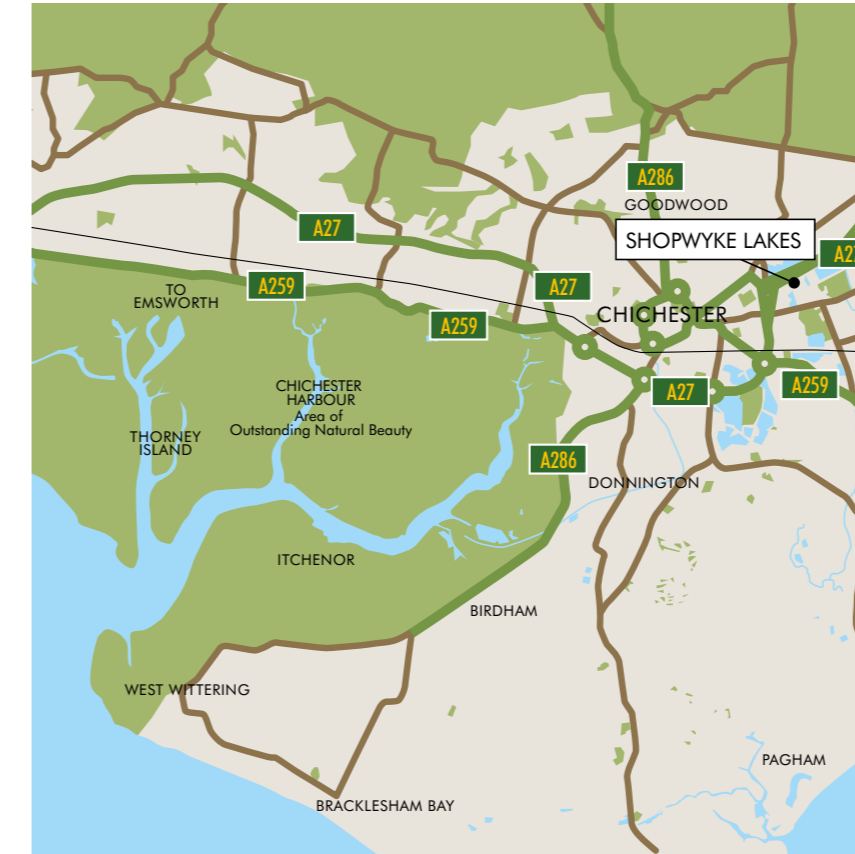 A286
GOODWOOD
A27
SHOPWYKE LAKES
A259
A27
TO
EMSWORTH
CHICHESTER
A259
CHICHESTER
HARBOUR
Area of
Outstanding Natural Beauty
A27
A259
THORNEY
ISLAND
A286
DONNINGTON
ITCHENOR
BIRDHAM
WEST WITTERING
PAGHAM
BRACKLESHAM BAY